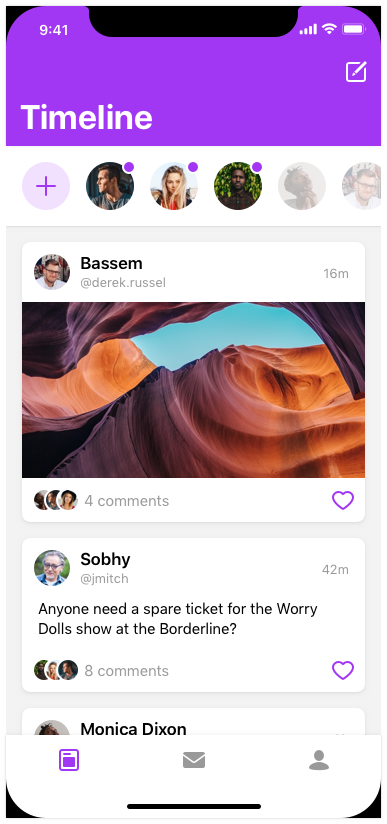 9:41
Timeline
Bassem
@derek.russel
16m
4 comments
Sobhy
@jmitch
42m
Anyone need a spare ticket for the Worry
Dolls show at the Borderline?
8 comments
Monica Dixon